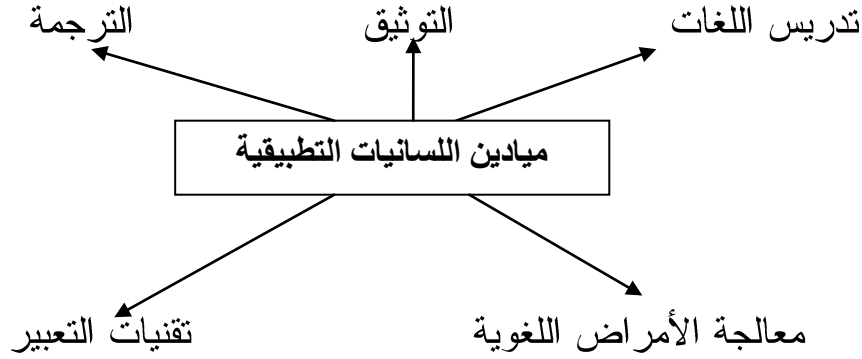 تدريس اللغات
التوثيق
الترجمة
ميادين اللسانيات التطبيقية
معالجة الأمراض اللغوية
تقنيات التعبير